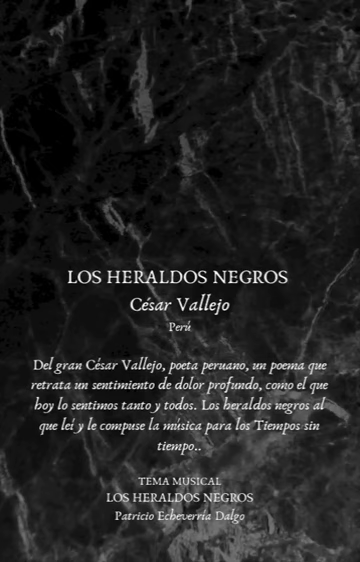 LOS HERALDOS NEGROS
César Vallejo
Perú
Del gran César Vallejo, poeta peruano, un poema que
retrata un sentimiento de dolor profundo, como el que
hoy lo sentimos tanto y todos. Los heraldos negros al
que leí y le compuse la música para los Tiempos sin
tiempo..
TEMA MUSICAL
LOS HERALDOS NEGROS
Patricio Echeverría Dalgo